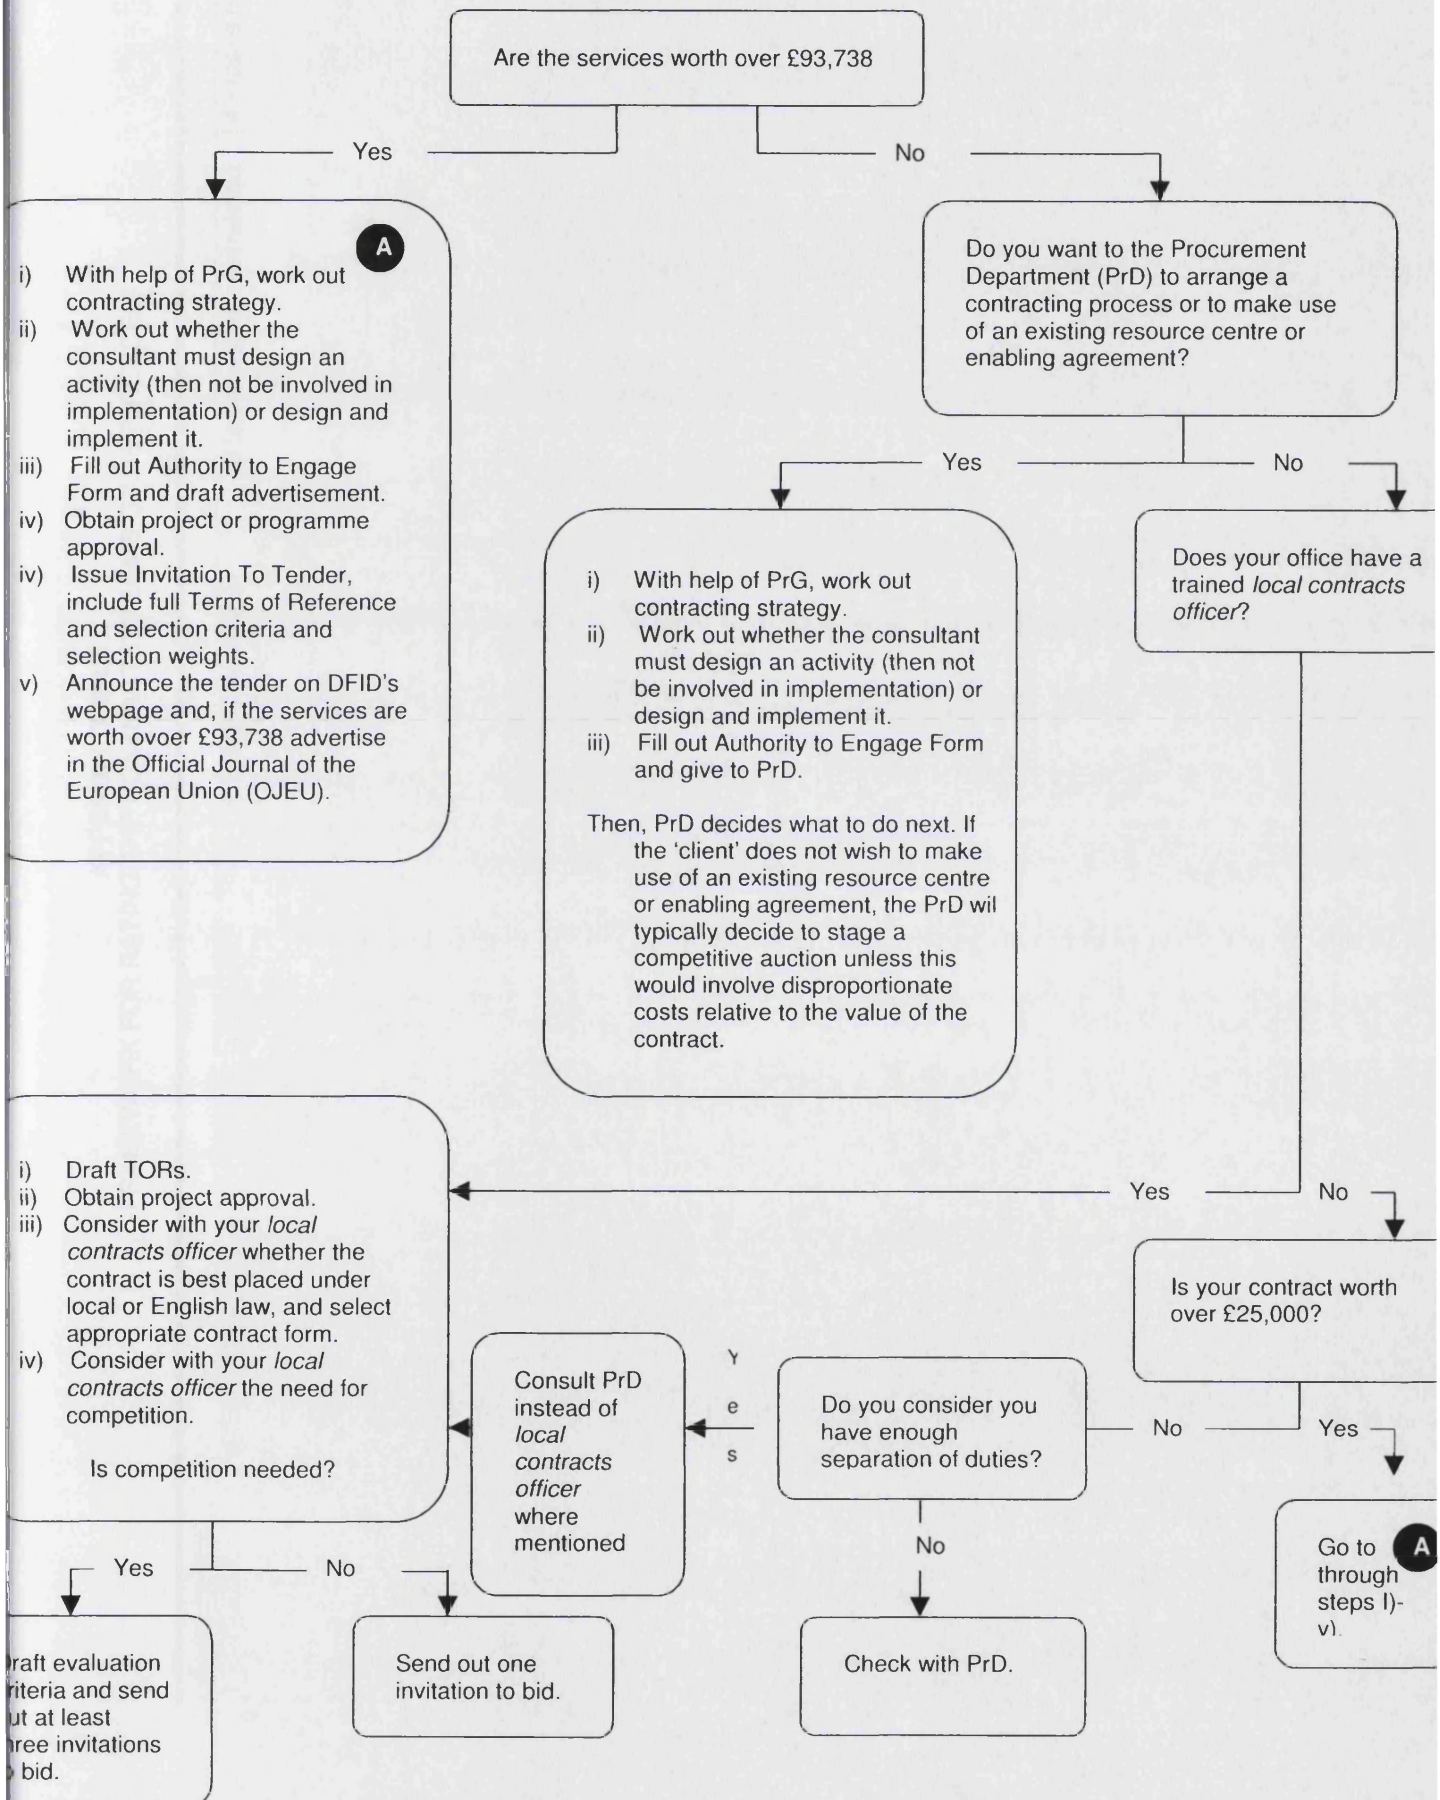 Are the services worth over £93,738
Yes
No
A
i) With help of PrG, work out
contracting strategy.
ii) Work out whether the
consultant must design an
activity (then not be involved in
implementation) or design and
implement it.
iii) Fill out Authority to Engage
Form and draft advertisement.
iv) Obtain project or programme
approval.
iv) Issue Invitation To Tender,
include full Terms of Reference
and selection criteria and
selection weights.
v) Announce the tender on DFID's
webpage and, if the services are
worth ovoer £93,738 advertise
in the Official Journal of the
European Union (OJEU).
Do you want to the Procurement
Department (PrD) to arrange a
contracting process or to make use
of an existing resource centre or
enabling agreement?
Yes
No
i) With help of PrG, work out
contracting strategy.
ii) Work out whether the consultant
must design an activity (then not
be involved in implementation) or
design and implement it.
iii) Fill out Authority to Engage Form
and give to PrD.
Then, PrD decides what to do next. If
the 'client' does not wish to make
use of an existing resource centre
or enabling agreement, the PrD wil
typically decide to stage a
competitive auction unless this
would involve disproportionate
costs relative to the value of the
contract.
Does your office have a
trained local contracts
officer?
Yes
No
i) Draft TORs.
ii) Obtain project approval.
iii) Consider with your local
contracts officer whether the
contract is best placed under
local or English law, and select
appropriate contract form.
iv) Consider with your local
contracts officer the need for
competition.
Is competition needed?
Is your contract worth
over £25,000?
No
Yes
Do you consider you
have enough
separation of duties?
Y
e
s
Consult PrD
instead of
local
contracts
officer
where
mentioned
No
Go to A
through
steps I)-
v).
Yes
No
raft evaluation
riteria and send
ut at least
ree invitations
bid.
Send out one
invitation to bid.
Check with PrD.